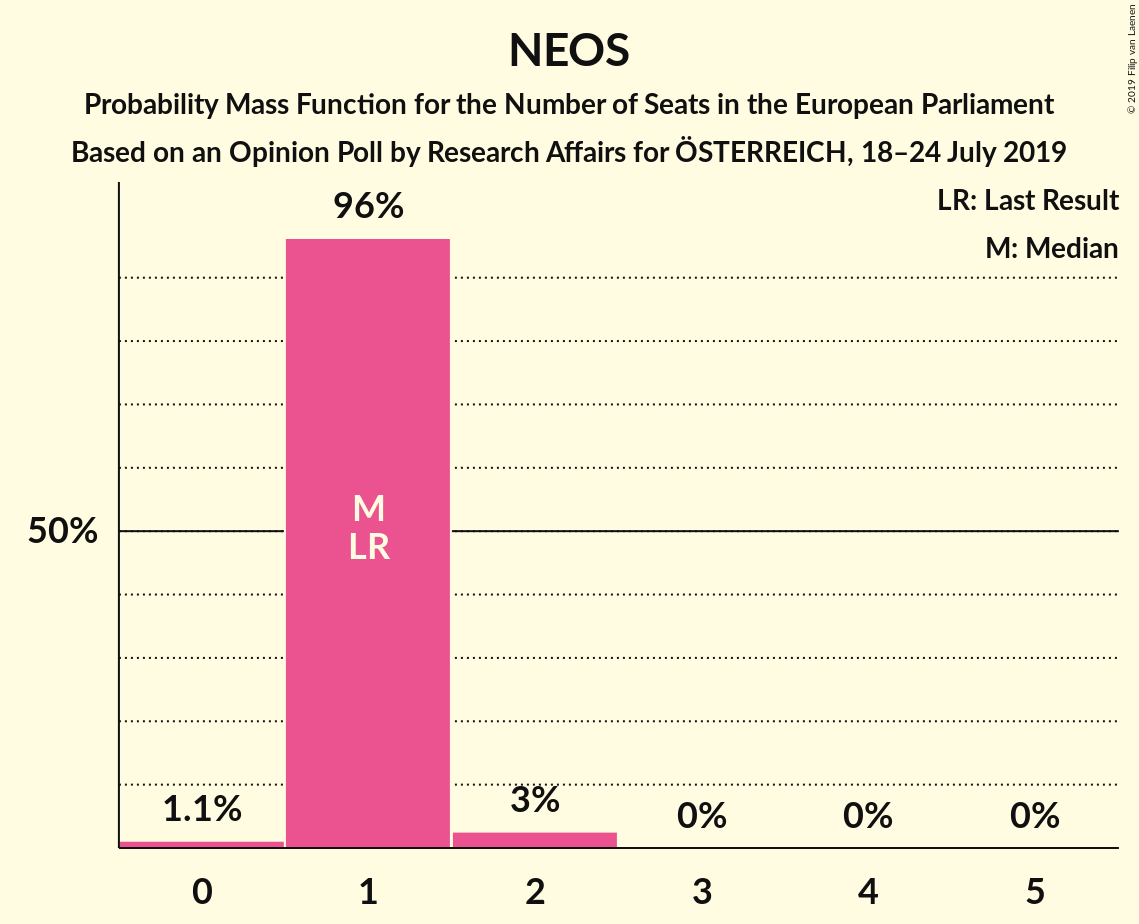 NEOS
Probability Mass Function for the Number of Seats in the European Parliament
Based on an Opinion Poll by Research Affairs for ÖSTERREICH, 18–24 July 2019
© 2019 Filip van Laenen
LR: Last Result
M: Median
96%
M
LR
50%
1.1%
3%
0%
0%
0%
0
1
2
3
4
5